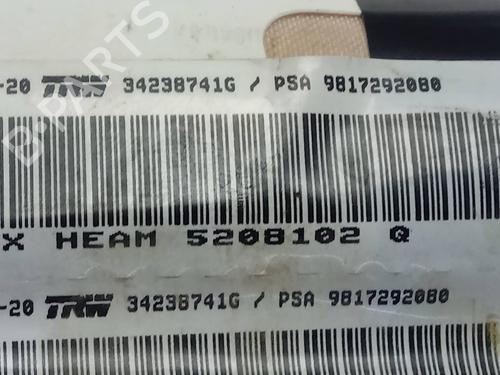 -20 TRW 34238741G / PSA 9817292080
X HEAM 5208102 Q
-20 TRW 34238741G / PSA 9817292080
B-PARTS